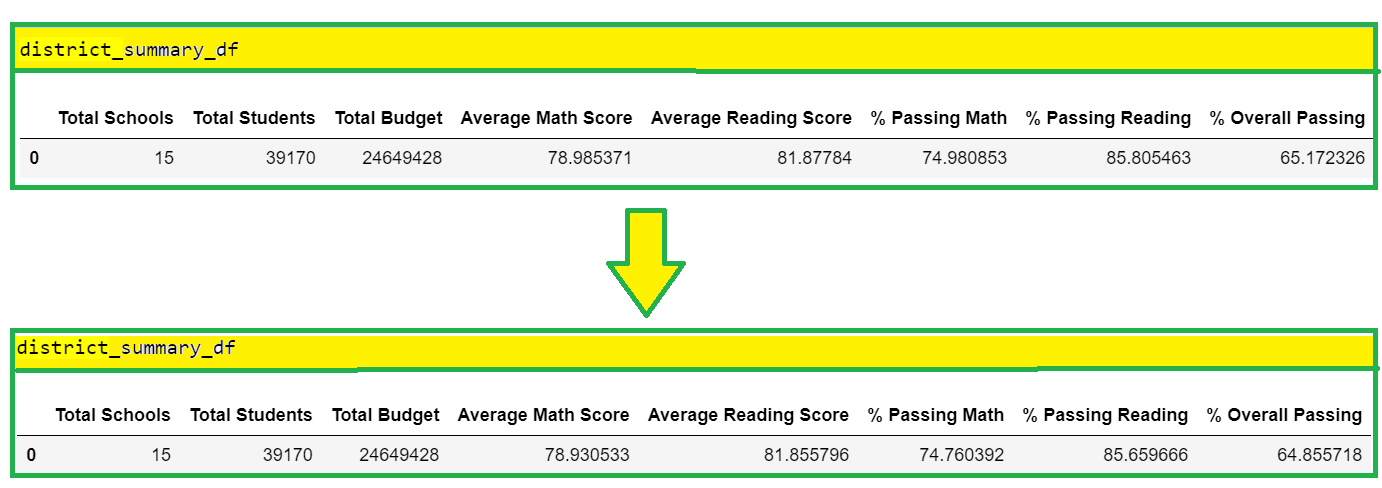 district_summary_df
Total Schools Total Students Total Budget Average Math Score Average Reading Score % Passing Math % Passing Reading % Overall Passing
0 15 39170 24649428 78.985371 81.87784 74.980853 85.805463 65.172326
district_summary_df
Total Schools Total Students Total Budget Average Math Score Average Reading Score % Passing Math % Passing Reading % Overall Passing
0 15 39170 24649428 78.930533 81.855796 74.760392 85.659666 64.855718